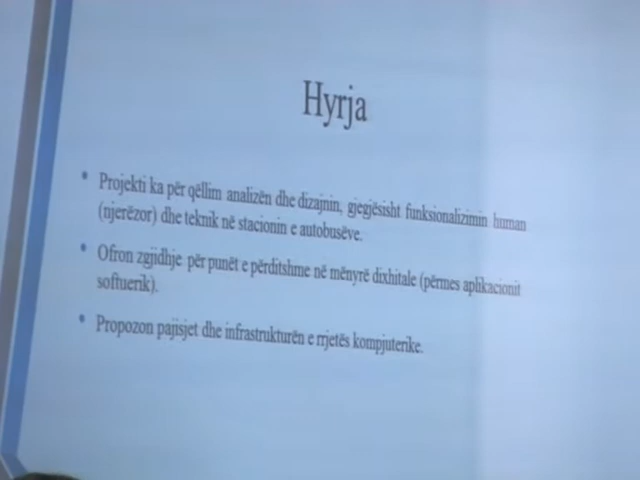 Hyrja
• Projekti ka për qëllim analizën dhe dizajnin, gjegjësisht funksionalizimin human
(njerëzor) dhe teknik në stacionin e autobusëve.
• Ofron zgjidhje për punët e përditshme në mënyrë dixhitale (përmes aplikacionit
softuerik).
• Propozon pajisjet dhe infrastrukturën e rrjetës kompjuterike.